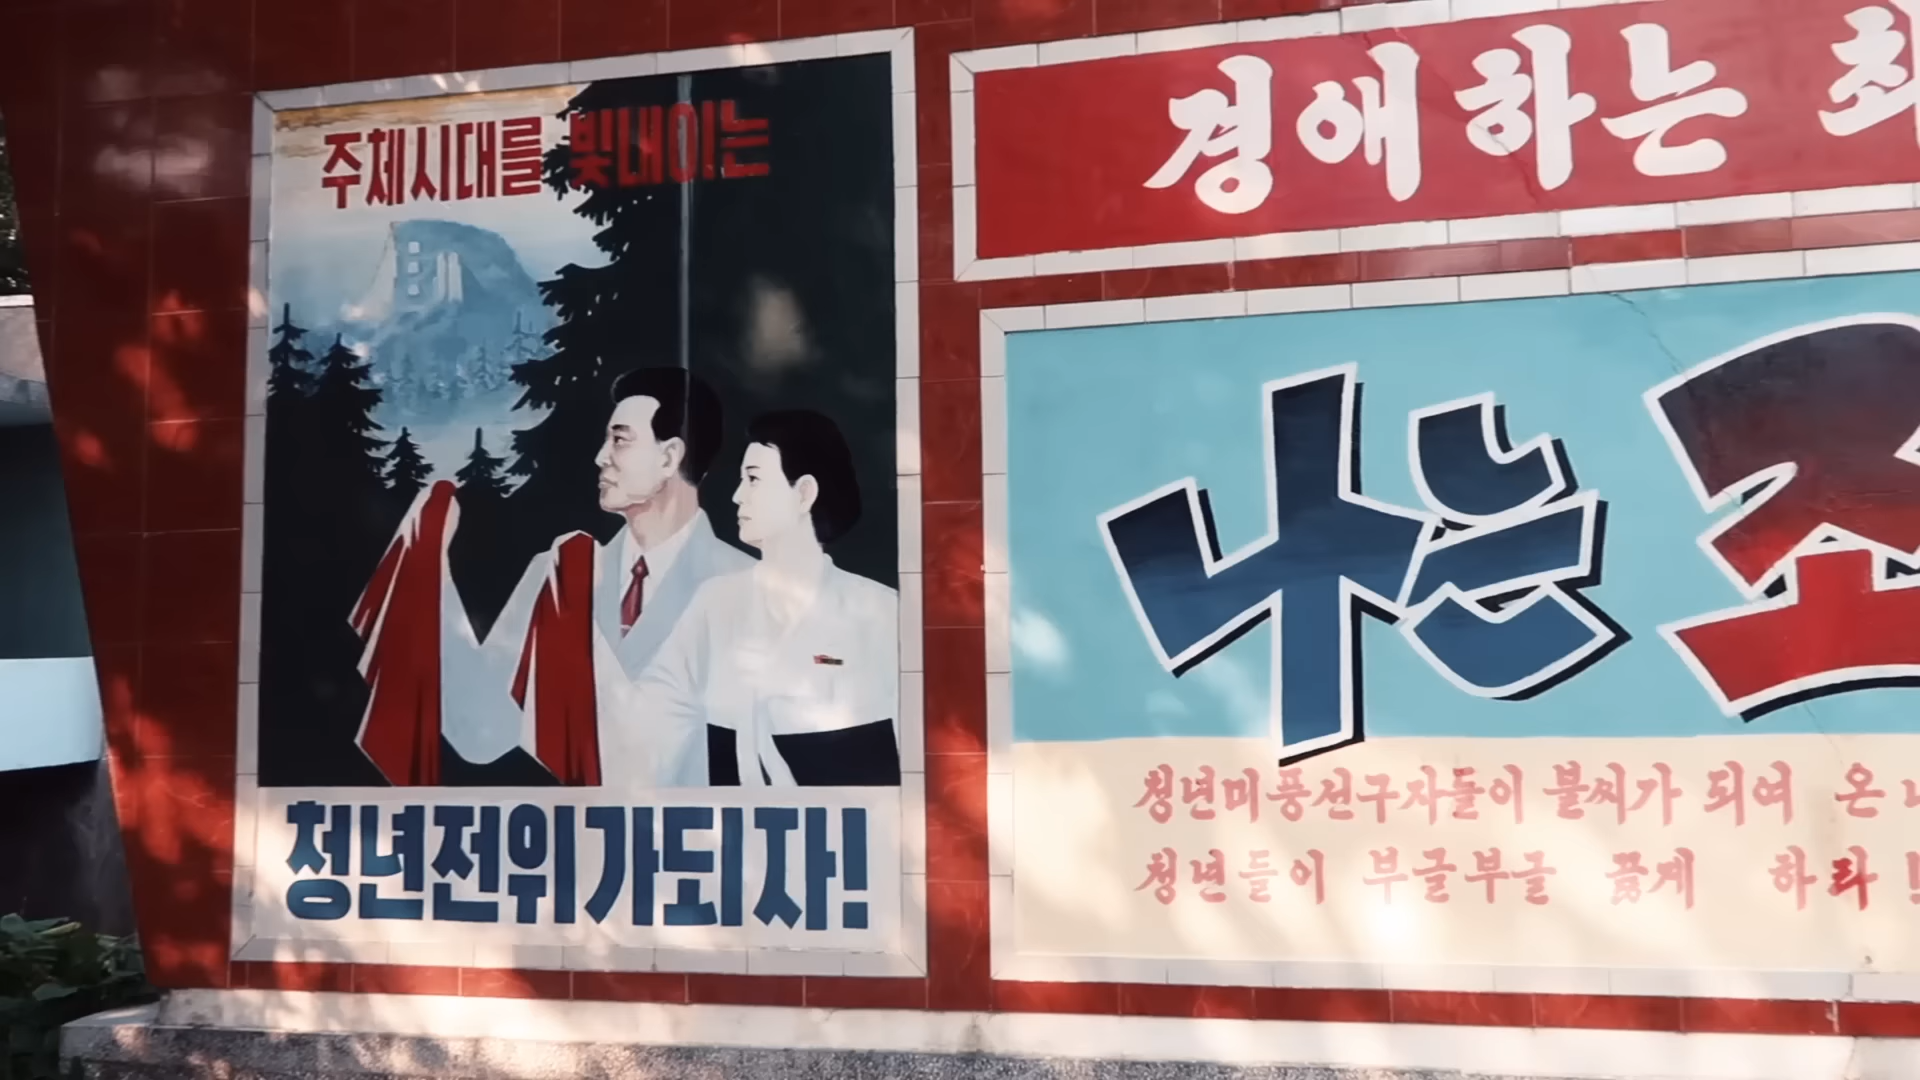 주체시대를 빛내이는
청년전위가되자!
경애하는
나는
청년미풍선구자들이 불씨가 되여 온
청년들이 부글부글 끓게 하라!